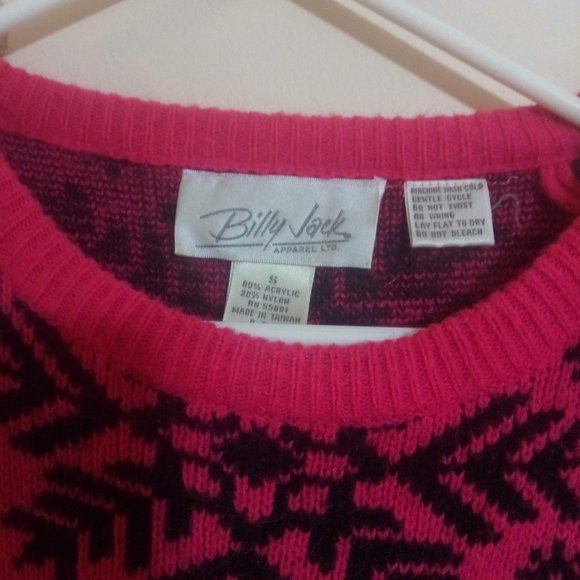 Billy Jack
APPAREL LTD.
S
80% ACRYLIC
20% NYLON
RN 55891
MADE IN TAIWAN
MACHINE WASH COLD
GENTLE CYCLE
DO NOT TWIST
OR WRING
LAY FLAT TO DRY
DO NOT BLEACH